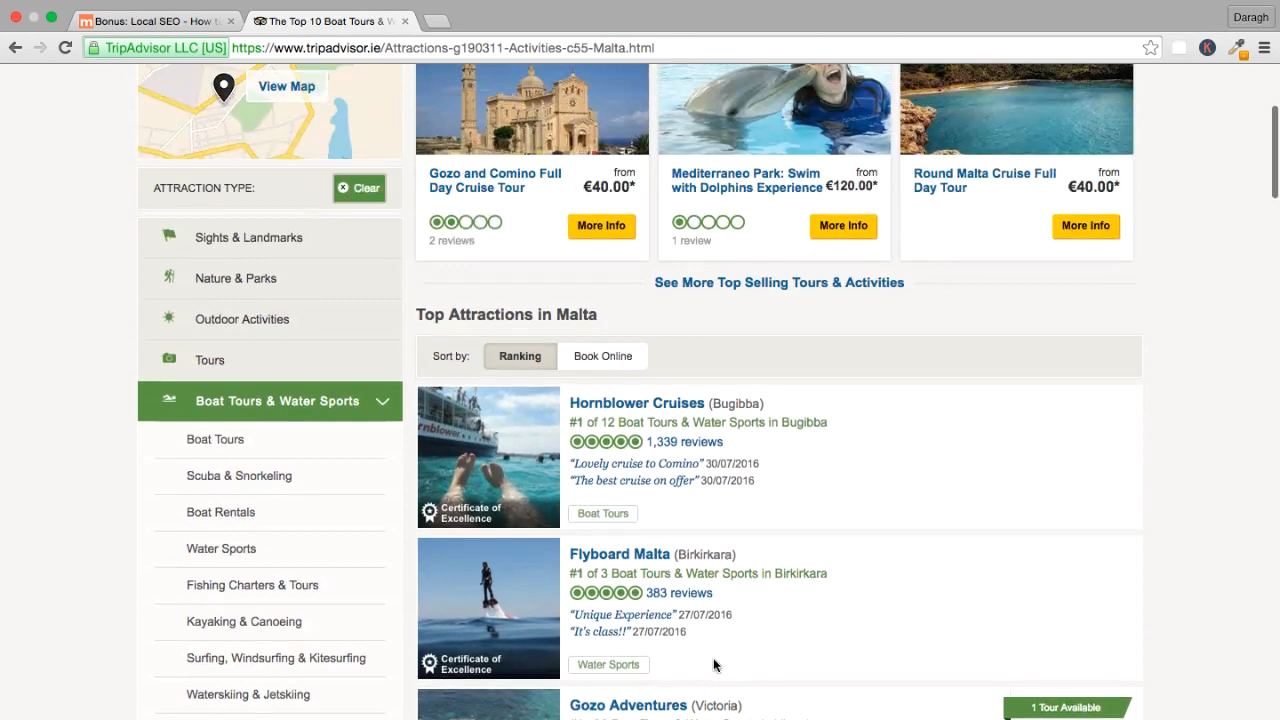 Bonus: Local SEO - How to
The Top 10 Boat Tours & W
Daragh
TripAdvisor LLC [US]
https://www.tripadvisor.ie/Attractions-g190311-Activities-c55-Malta.html
K
View Map
ATTRACTION TYPE:
Clear
Sights & Landmarks
Nature & Parks
Outdoor Activities
Tours
Boat Tours & Water Sports
Boat Tours
Scuba & Snorkeling
Boat Rentals
Water Sports
Fishing Charters & Tours
Kayaking & Canoeing
Surfing, Windsurfing & Kitesurfing
Waterskiing & Jetskiing
Gozo and Comino Full
Day Cruise Tour
from
€40.00*
2 reviews
More Info
Mediterraneo Park: Swim
with Dolphins Experience
from
€120.00*
1 review
More Info
Round Malta Cruise Full
Day Tour
from
€40.00*
More Info
See More Top Selling Tours & Activities
Top Attractions in Malta
Sort by:
Ranking
Book Online
Hornblower Cruises (Bugibba)
#1 of 12 Boat Tours & Water Sports in Bugibba
1,339 reviews
"Lovely cruise to Comino" 30/07/2016
"The best cruise on offer" 30/07/2016
Boat Tours
rnblower
Certificate of
Excellence
Flyboard Malta (Birkirkara)
#1 of 3 Boat Tours & Water Sports in Birkirkara
383 reviews
"Unique Experience" 27/07/2016
"It's class!!" 27/07/2016
Water Sports
Certificate of
Excellence
Gozo Adventures (Victoria)
1 Tour Available